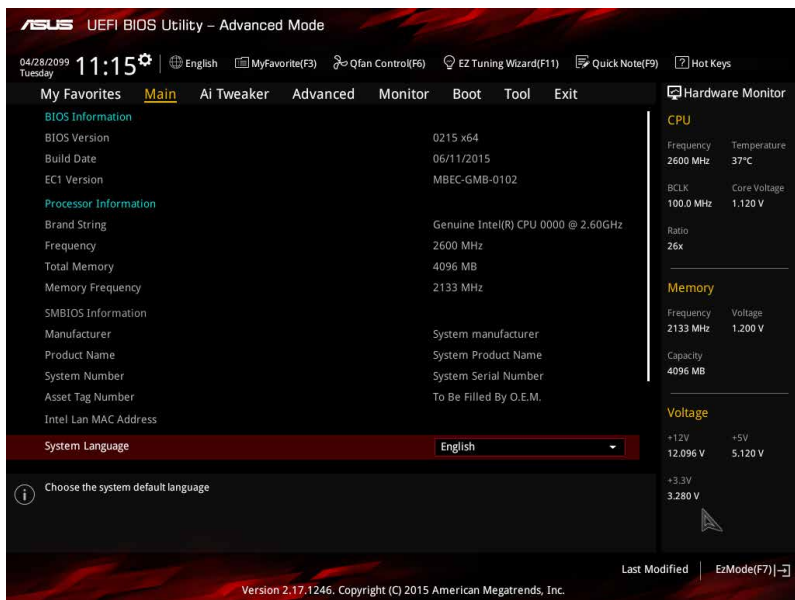 ASUS UEFI BIOS Utility – Advanced Mode
04/28/2099 Tuesday 11:15 English MyFavorite(F3) Qfan Control(F6) EZ Tuning Wizard(F11) Quick Note(F9) ? Hot Keys
My Favorites Main Ai Tweaker Advanced Monitor Boot Tool Exit
BIOS Information
BIOS Version 0215 x64
Build Date 06/11/2015
EC1 Version MBEC-GMB-0102
Processor Information
Brand String Genuine Intel(R) CPU 0000 @ 2.60GHz
Frequency 2600 MHz
Total Memory 4096 MB
Memory Frequency 2133 MHz
SMBIOS Information
Manufacturer System manufacturer
Product Name System Product Name
System Number System Serial Number
Asset Tag Number To Be Filled By O.E.M.
Intel Lan MAC Address
System Language English
Choose the system default language
Hardware Monitor
CPU
Frequency Temperature
2600 MHz 37°C
BCLK Core Voltage
100.0 MHz 1.120 V
Ratio
26x
Memory
Frequency Voltage
2133 MHz 1.200 V
Capacity
4096 MB
Voltage
+12V +5V
12.096 V 5.120 V
+3.3V
3.280 V
Last Modified EzMode(F7)
Version 2.17.1246. Copyright (C) 2015 American Megatrends, Inc.